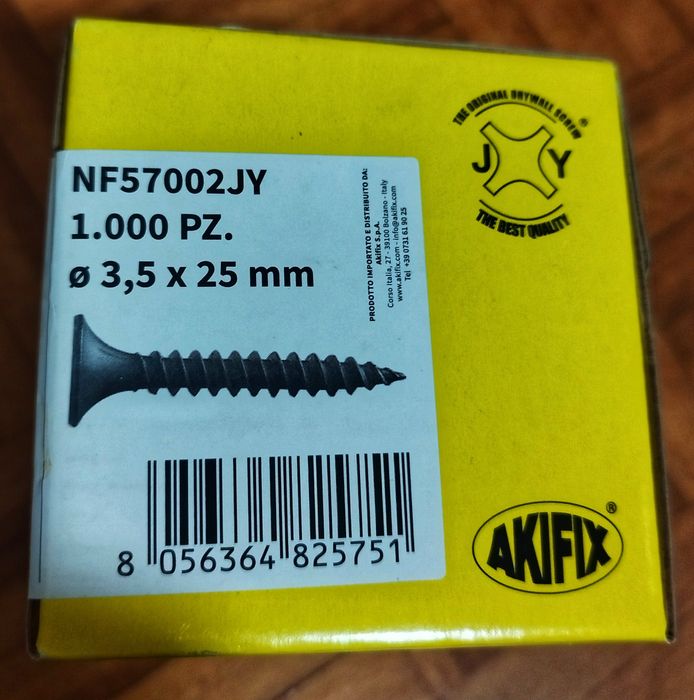 NF57002JY
1.000 PZ.
ø 3,5 x 25 mm
PRODOTTO IMPORTATO E DISTRIBUITO DA:
Akifix S.p.A.
Corso Italia, 27 - 39100 Bolzano - Italy
www.akifix.com - info@akifix.com
Tel +39 0731 61 90 25
8 056364 825751
THE ORIGINAL DRYWALL SCREW ®
J Y
THE BEST QUALITY
AKIFIX ®